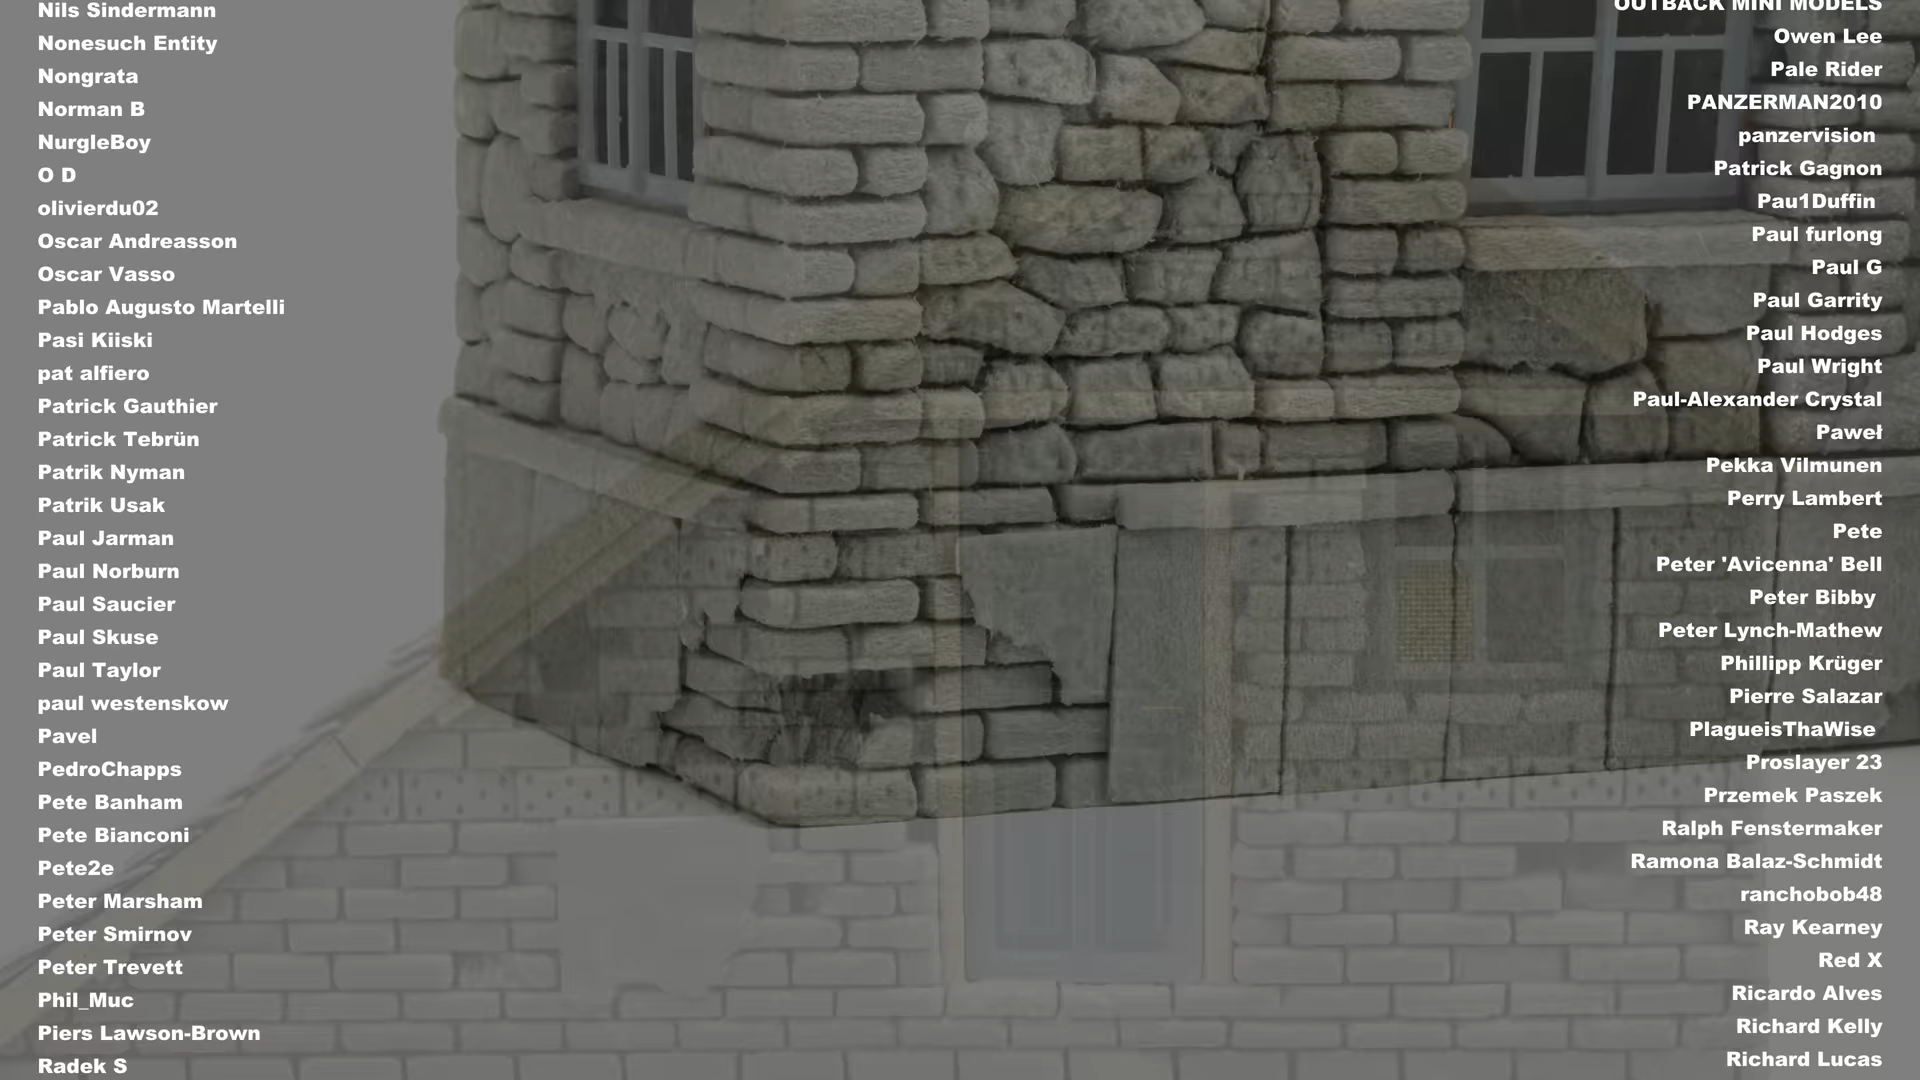 Nils Sindermann
Nonesuch Entity
Nongrata
Norman B
NurgleBoy
O D
olivierdu02
Oscar Andreasson
Oscar Vasso
Pablo Augusto Martelli
Pasi Kiiski
pat alfiero
Patrick Gauthier
Patrick Tebrün
Patrik Nyman
Patrik Usak
Paul Jarman
Paul Norburn
Paul Saucier
Paul Skuse
Paul Taylor
paul westenskow
Pavel
PedroChapps
Pete Banham
Pete Bianconi
Pete2e
Peter Marsham
Peter Smirnov
Peter Trevett
Phil_Muc
Piers Lawson-Brown
Radek S
OUTBACK MINI MODELS
Owen Lee
Pale Rider
PANZERMAN2010
panzervision
Patrick Gagnon
Pau1Duffin
Paul furlong
Paul G
Paul Garrity
Paul Hodges
Paul Wright
Paul-Alexander Crystal
Paweł
Pekka Vilmunen
Perry Lambert
Pete
Peter 'Avicenna' Bell
Peter Bibby
Peter Lynch-Mathew
Phillipp Krüger
Pierre Salazar
PlagueisThaWise
Proslayer 23
Przemek Paszek
Ralph Fenstermaker
Ramona Balaz-Schmidt
ranchobob48
Ray Kearney
Red X
Ricardo Alves
Richard Kelly
Richard Lucas